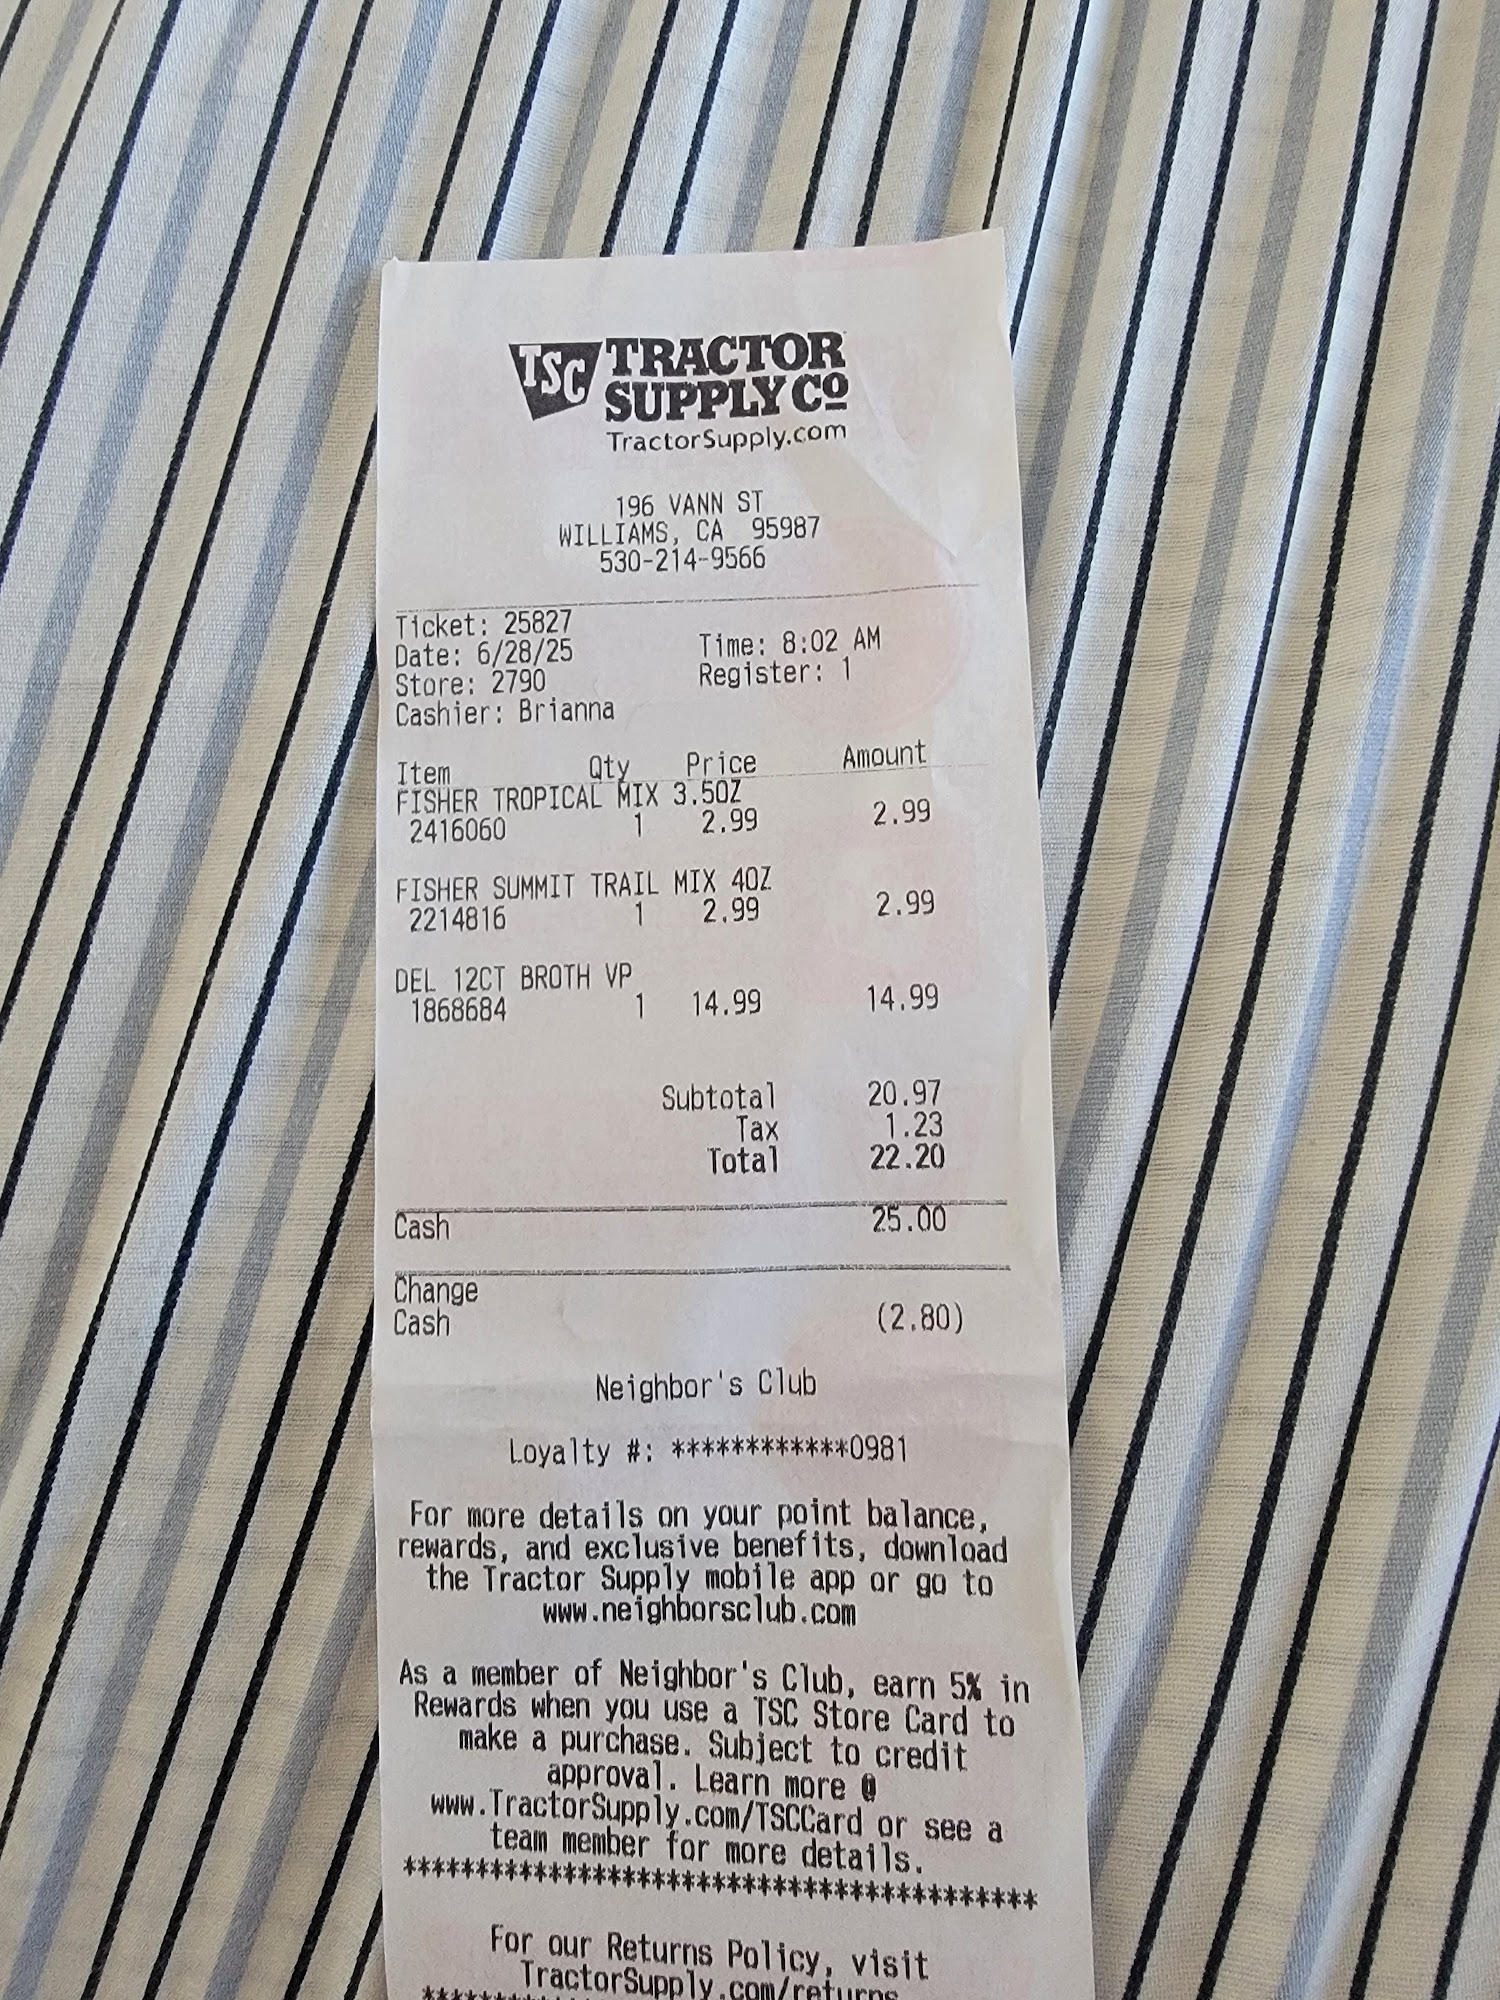 TSC TRACTOR
SUPPLY CO
TractorSupply.com
196 VANN ST
WILLIAMS, CA 95987
530-214-9566
Ticket: 25827
Date: 6/28/25 Time: 8:02 AM
Store: 2790 Register: 1
Cashier: Brianna
Item Qty Price Amount
FISHER TROPICAL MIX 3.5OZ
2416060 1 2.99 2.99
FISHER SUMMIT TRAIL MIX 4OZ
2214816 1 2.99 2.99
DEL 12CT BROTH VP
1868684 1 14.99 14.99
Subtotal 20.97
Tax 1.23
Total 22.20
Cash 25.00
Change
Cash (2.80)
Neighbor's Club
Loyalty #: ************0981
For more details on your point balance,
rewards, and exclusive benefits, download
the Tractor Supply mobile app or go to
www.neighborsclub.com
As a member of Neighbor's Club, earn 5% in
Rewards when you use a TSC Store Card to
make a purchase. Subject to credit
approval. Learn more @
www.TractorSupply.com/TSCCard or see a
team member for more details.
********************************************
For our Returns Policy, visit
TractorSupply.com/returns